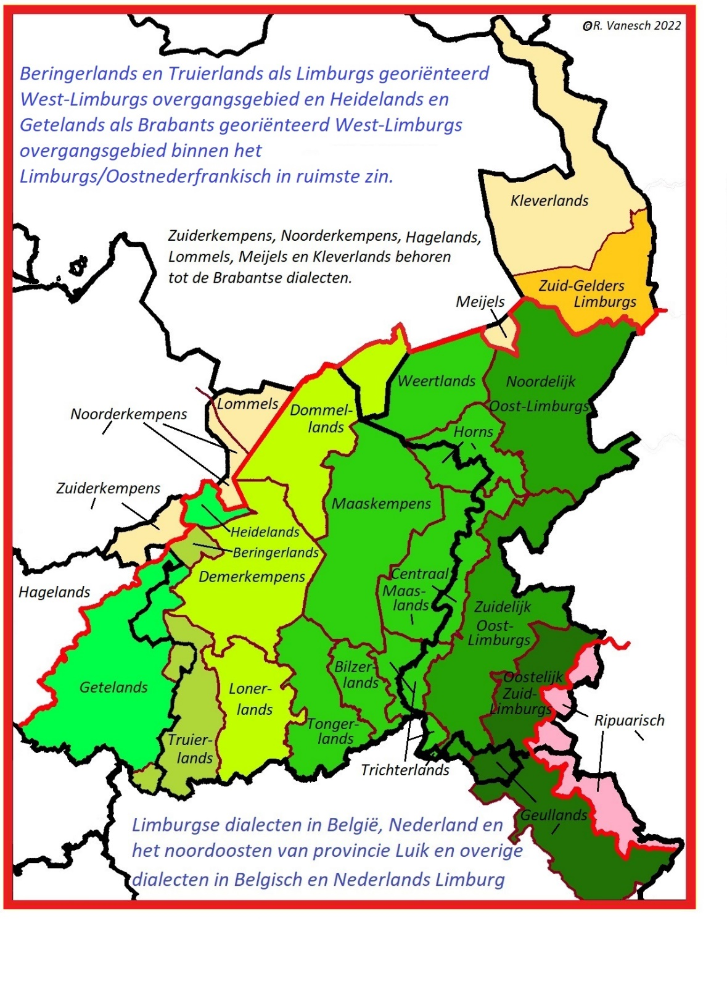 ©R. Vanesch 2022
Beringerlands en Truierlands als Limburgs georiënteerd
West-Limburgs overgangsgebied en Heidelands en
Getelands als Brabants georiënteerd West-Limburgs
overgangsgebied binnen het
Limburgs/Oostnederfrankisch in ruimste zin.
Kleverlands
Zuiderkempens, Noorderkempens, Hagelands,
Lommels, Meijels en Kleverlands behoren
tot de Brabantse dialecten.
Zuid-Gelders
Limburgs
Meijels
Weertlands
Noordelijk
Oost-Limburgs
Lommels
Dommel-
lands
Noorderkempens
Horns
Zuiderkempens
Maaskempens
Heidelands
Beringerlands
Demerkempens
Centraal
Maas-
lands
Hagelands
Zuidelijk
Oost-
Limburgs
Bilzer-
lands
Oostelijk
Zuid-
Limburgs
Getelands
Loner-
lands
Ripuarisch
Tonger-
lands
Truier-
lands
Trichterlands
Geullands
Limburgse dialecten in België, Nederland en
het noordoosten van provincie Luik en overige
dialecten in Belgisch en Nederlands Limburg